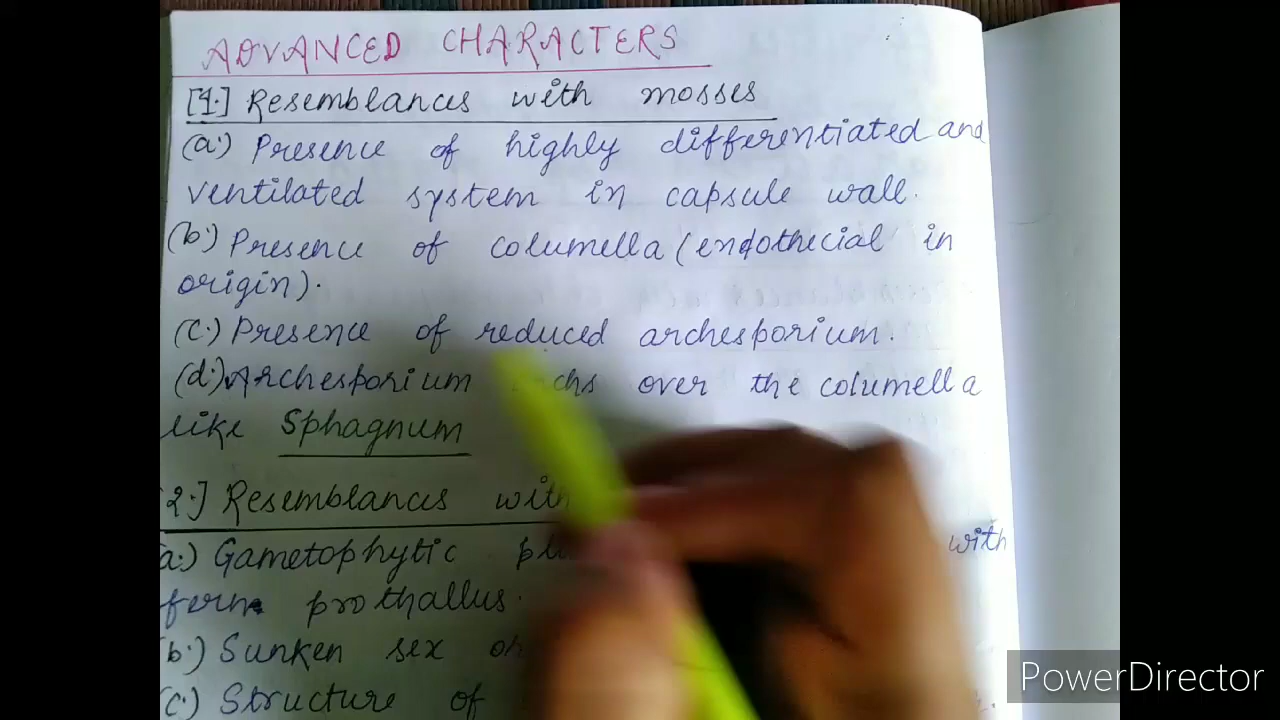 ADVANCED CHARACTERS
[1.] Resemblances with mosses
(a.) Presence of highly differentiated and
ventilated system in capsule wall.
(b.) Presence of columella (endothecial in
origin).
(c.) Presence of reduced archesporium.
(d.) Archesporium over the columella
like Sphagnum
2.] Resemblances with
a.) Gametophytic with
fern prothallus.
b.) Sunken sex
(c.) Structure of
PowerDirector